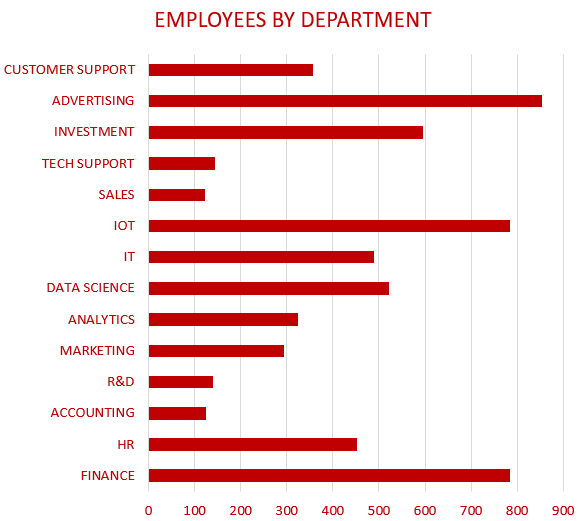 EMPLOYEES BY DEPARTMENT
CUSTOMER SUPPORT
ADVERTISING
INVESTMENT
TECH SUPPORT
SALES
IOT
IT
DATA SCIENCE
ANALYTICS
MARKETING
R&D
ACCOUNTING
HR
FINANCE
0 100 200 300 400 500 600 700 800 900